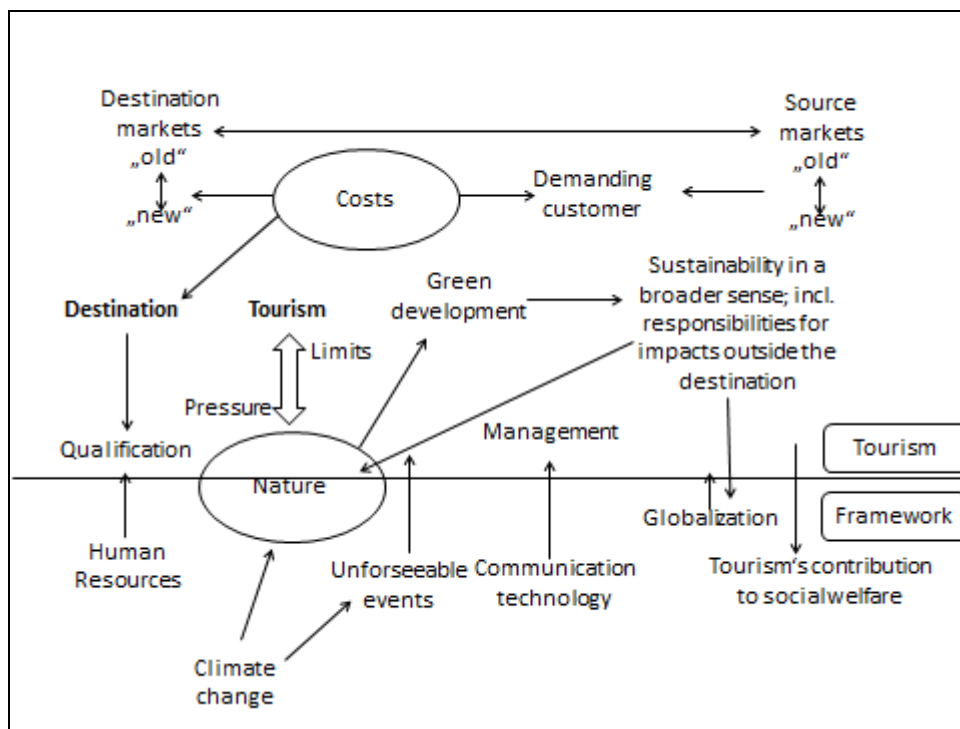 Destination
markets
„old“
„new“
Costs
Demanding
customer
Source
markets
„old“
„new“
Destination
Tourism
Limits
Pressure
Green
development
Sustainability in a
broader sense; incl.
responsibilities for
impacts outside the
destination
Qualification
Management
Tourism
Nature
Globalization
Framework
Human
Resources
Unforseeable
events
Communication
technology
Tourism‘s contribution
to social welfare
Climate
change